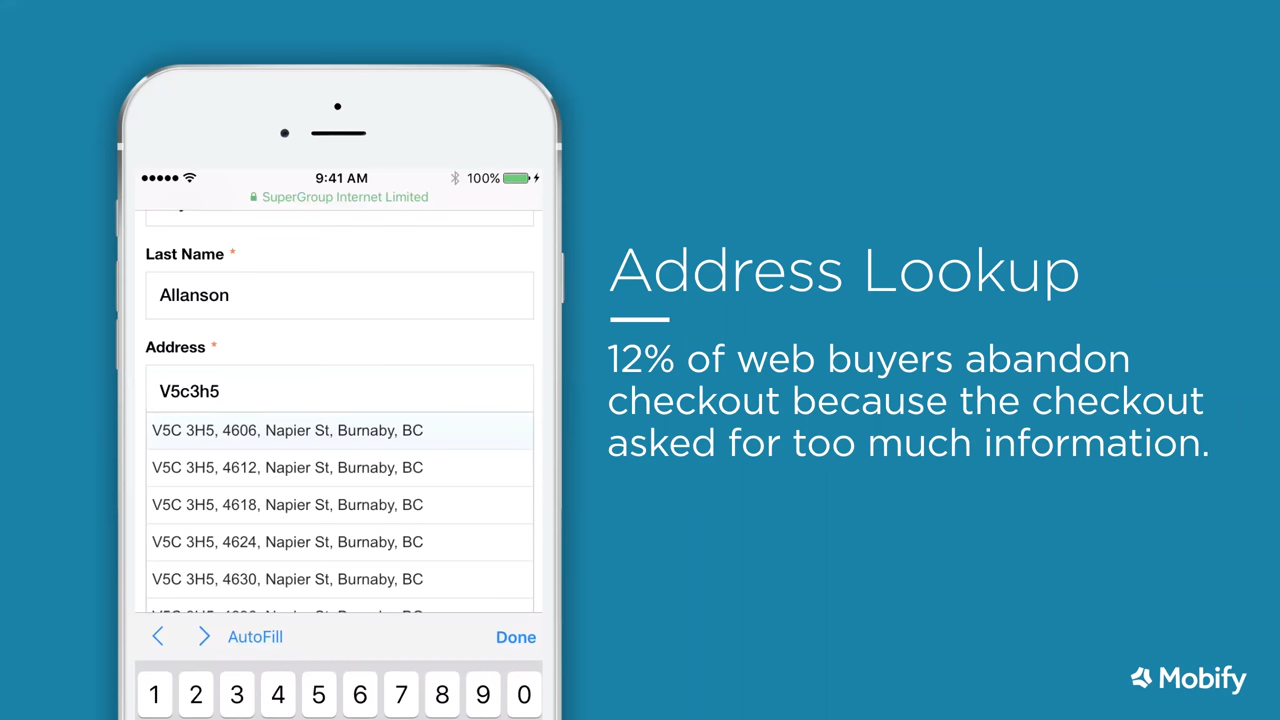 9:41 AM
100%
SuperGroup Internet Limited
Last Name *
Allanson
Address *
V5c3h5
V5C 3H5, 4606, Napier St, Burnaby, BC
V5C 3H5, 4612, Napier St, Burnaby, BC
V5C 3H5, 4618, Napier St, Burnaby, BC
V5C 3H5, 4624, Napier St, Burnaby, BC
V5C 3H5, 4630, Napier St, Burnaby, BC
AutoFill
Done
1 2 3 4 5 6 7 8 9 0
Address Lookup
12% of web buyers abandon
checkout because the checkout
asked for too much information.
Mobify